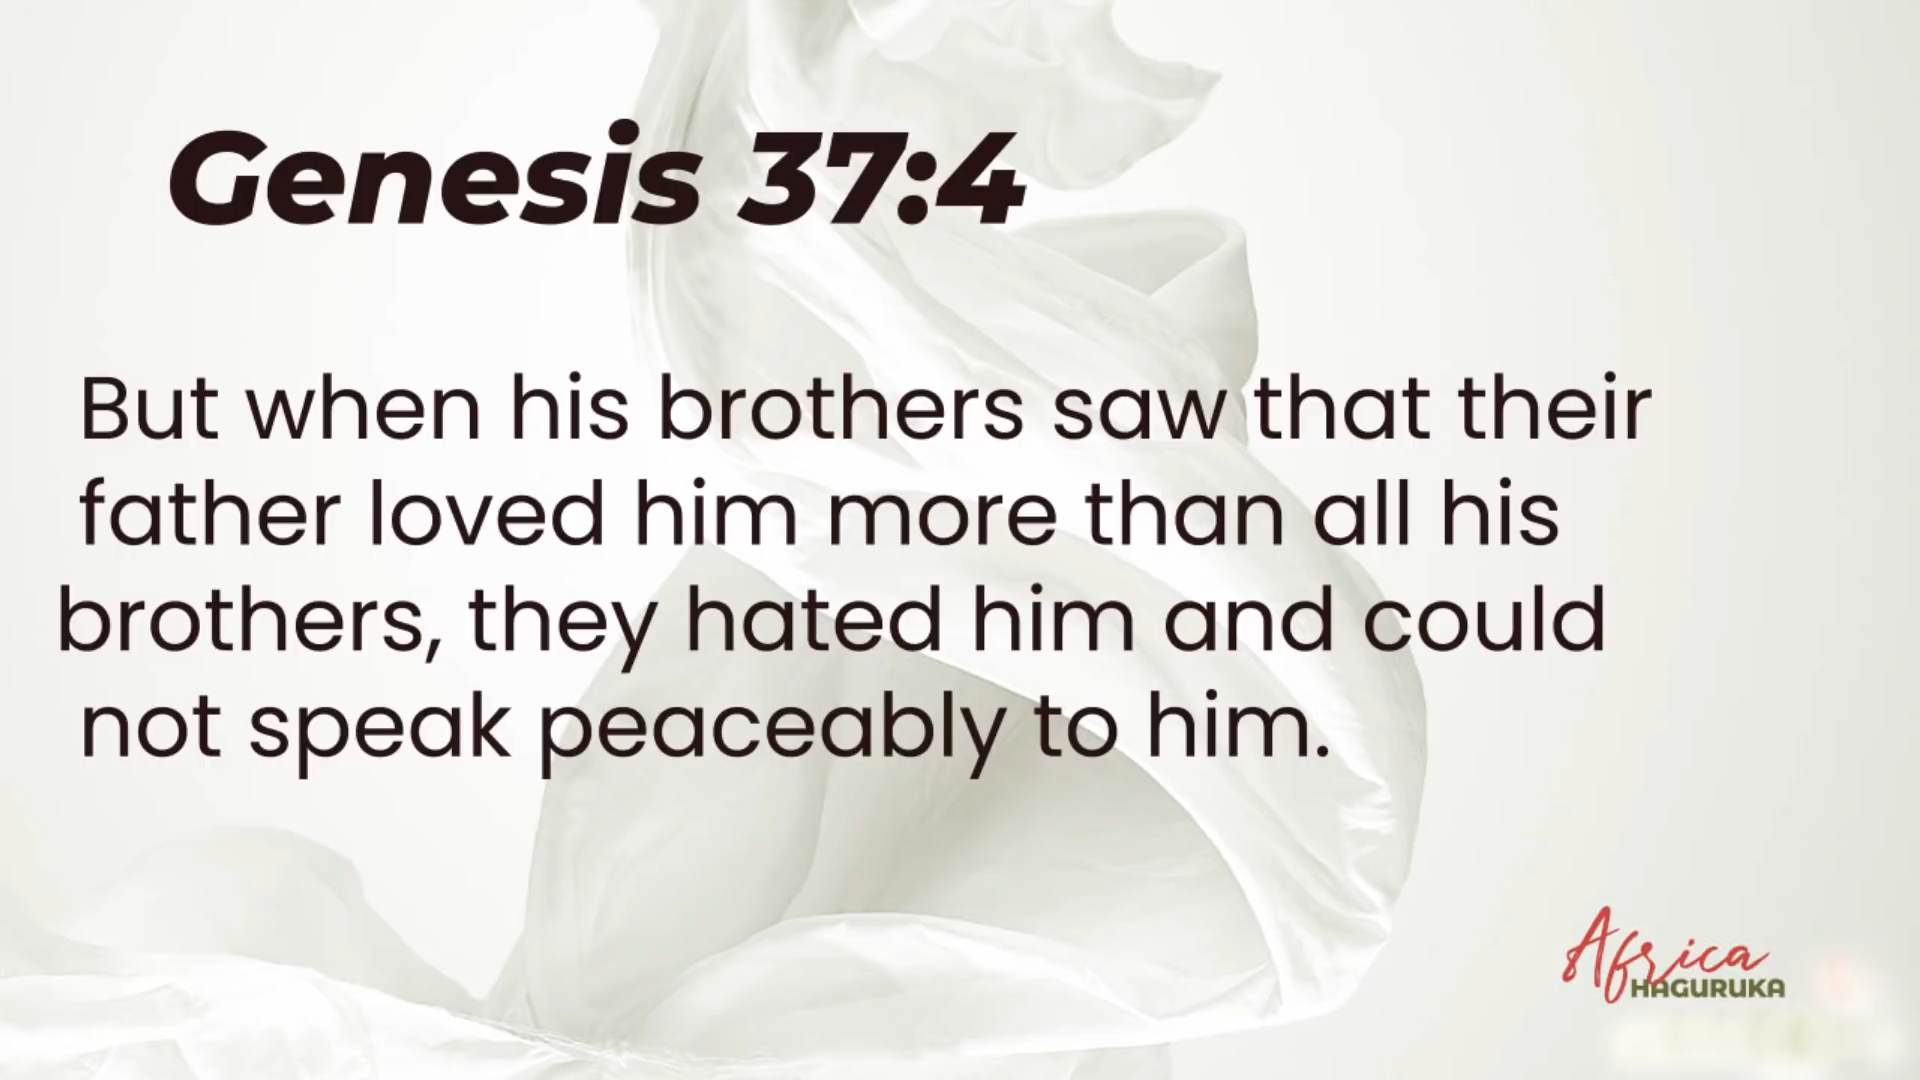 Genesis 37:4
But when his brothers saw that their
father loved him more than all his
brothers, they hated him and could
not speak peaceably to him.
Africa
HAGURUKA